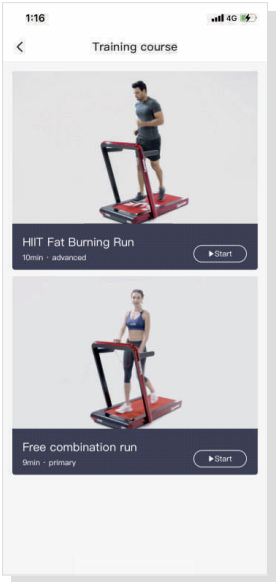 1:16
4G
Training course
HIIT Fat Burning Run
10min · advanced
Start
Free combination run
9min · primary
Start